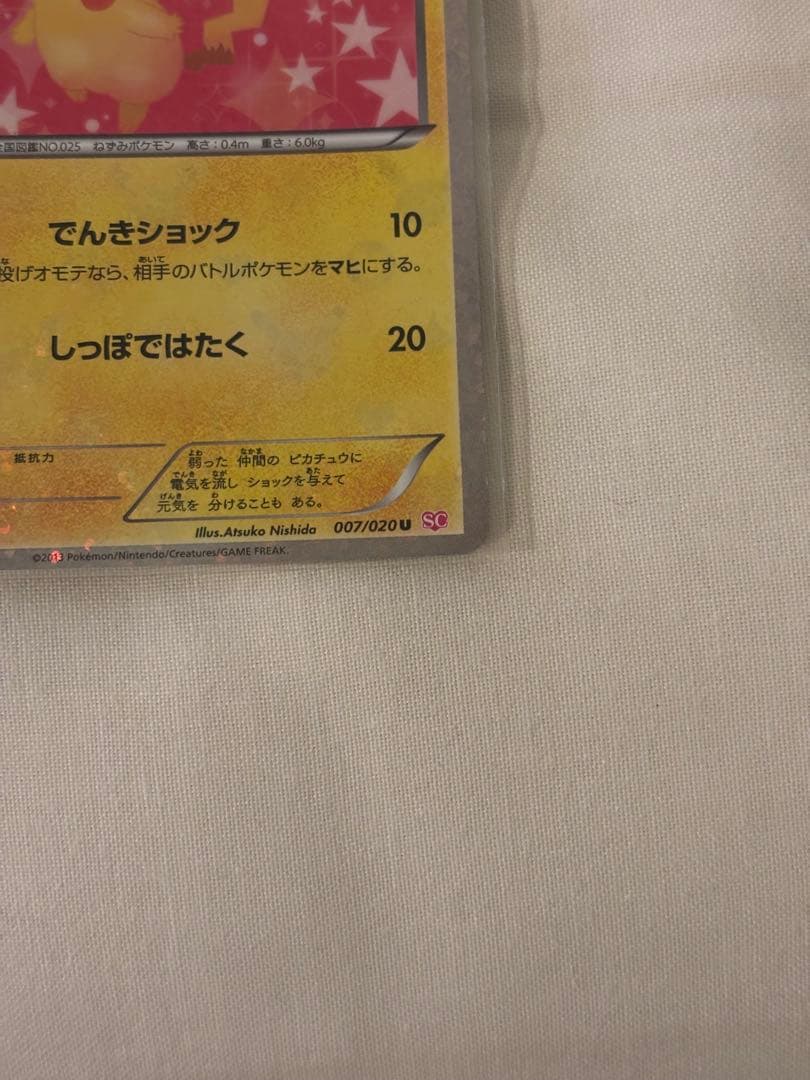 全国図鑑NO.025 ねずみポケモン 高さ:0.4m 重さ:6.0kg
でんきショック 10
投げオモテなら、相手のバトルポケモンをマヒにする。
しっぽではたく 20
抵抗力
弱った 仲間の ピカチュウに
電気を流し ショックを与えて
元気を 分けることも ある。
Illus.Atsuko Nishida 007/020 U SC
©2013 Pokémon/Nintendo/Creatures/GAME FREAK.